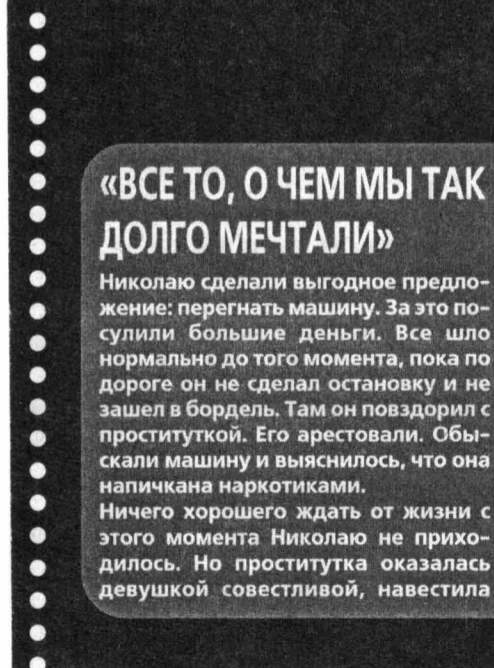 «ВСЕ ТО, О ЧЕМ МЫ ТАК
ДОЛГО МЕЧТАЛИ»
Николаю сделали выгодное предло-
жение: перегнать машину. За это по-
сулили большие деньги. Все шло
нормально до того момента, пока по
дороге он не сделал остановку и не
зашел в бордель. Там он повздорил с
проституткой. Его арестовали. Обы-
скали машину и выяснилось, что она
напичкана наркотиками.
Ничего хорошего ждать от жизни с
этого момента Николаю не прихо-
дилось. Но проститутка оказалась
девушкой совестливой, навестила